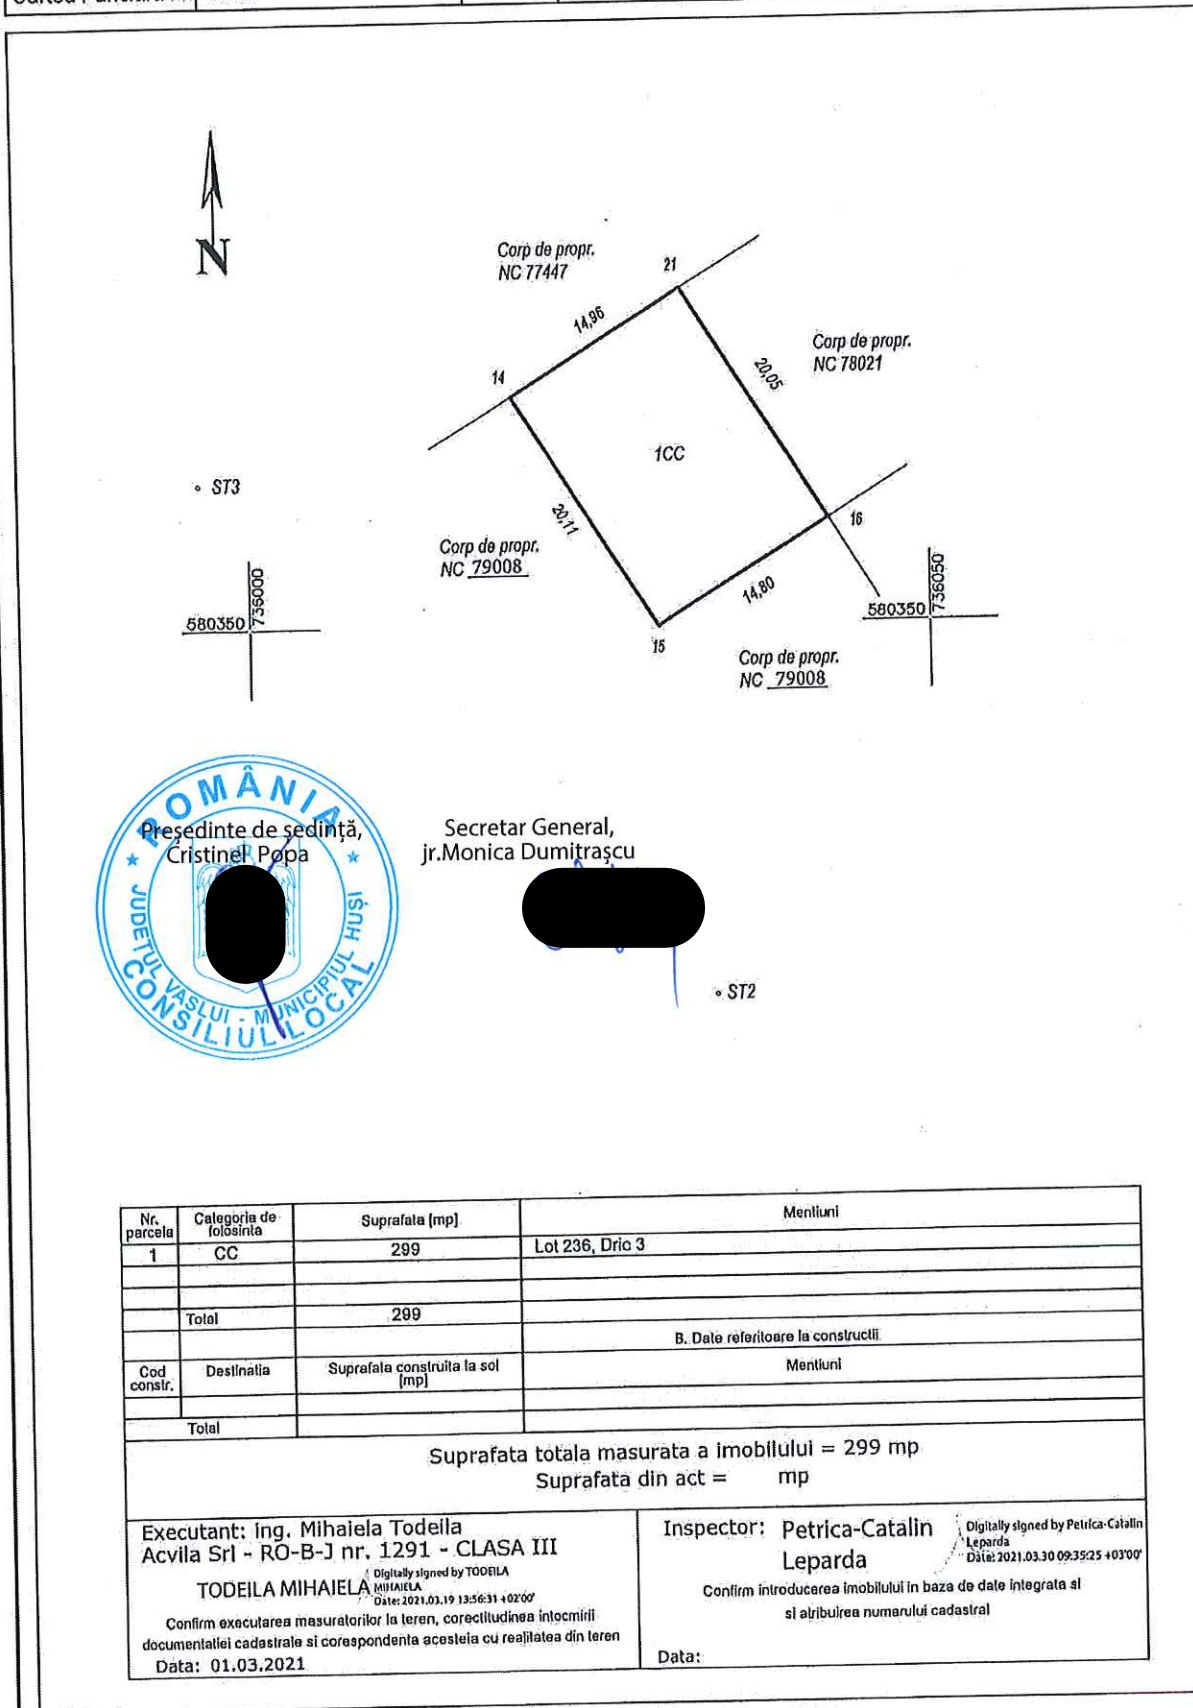 N
Corp de propr.
NC 77447
21
14,96
Corp de propr.
NC 78021
20,05
14
1CC
ST3
20,11
16
Corp de propr.
NC 79008
14,80
580350
736000
580350
736050
15
Corp de propr.
NC 79008
ROMÂNIA
JUDEȚUL VASLUI - MUNICIPIUL HUȘI
CONSILIUL LOCAL
Președinte de ședință,
Cristinel Popa
Secretar General,
jr.Monica Dumitrașcu
ST2
Nr. parcela Categoria de folosinta Suprafata [mp] Mentiuni
1 CC 299 Lot 236, Dric 3
Total 299
B. Date referitoare la constructii
Cod constr. Destinatia Suprafata construita la sol [mp] Mentiuni
Total
Suprafata totala masurata a imobilului = 299 mp
Suprafata din act = mp
Executant: ing. Mihaiela Todeila
Acvila Srl - RO-B-J nr. 1291 - CLASA III
TODEILA MIHAIELA
Digitally signed by TODEILA
MIHAIELA
Date: 2021.03.19 13:56:31 +02'00'
Confirm executarea masuratorilor la teren, corectitudinea intocmirii
documentatiei cadastrale si corespondenta acesteia cu realitatea din teren
Data: 01.03.2021
Inspector: Petrica-Catalin
Leparda
Digitally signed by Petrica-Catalin
Leparda
Date: 2021.03.30 09:35:25 +03'00'
Confirm introducerea imobilului in baza de date integrata si
si atribuirea numarului cadastral
Data: